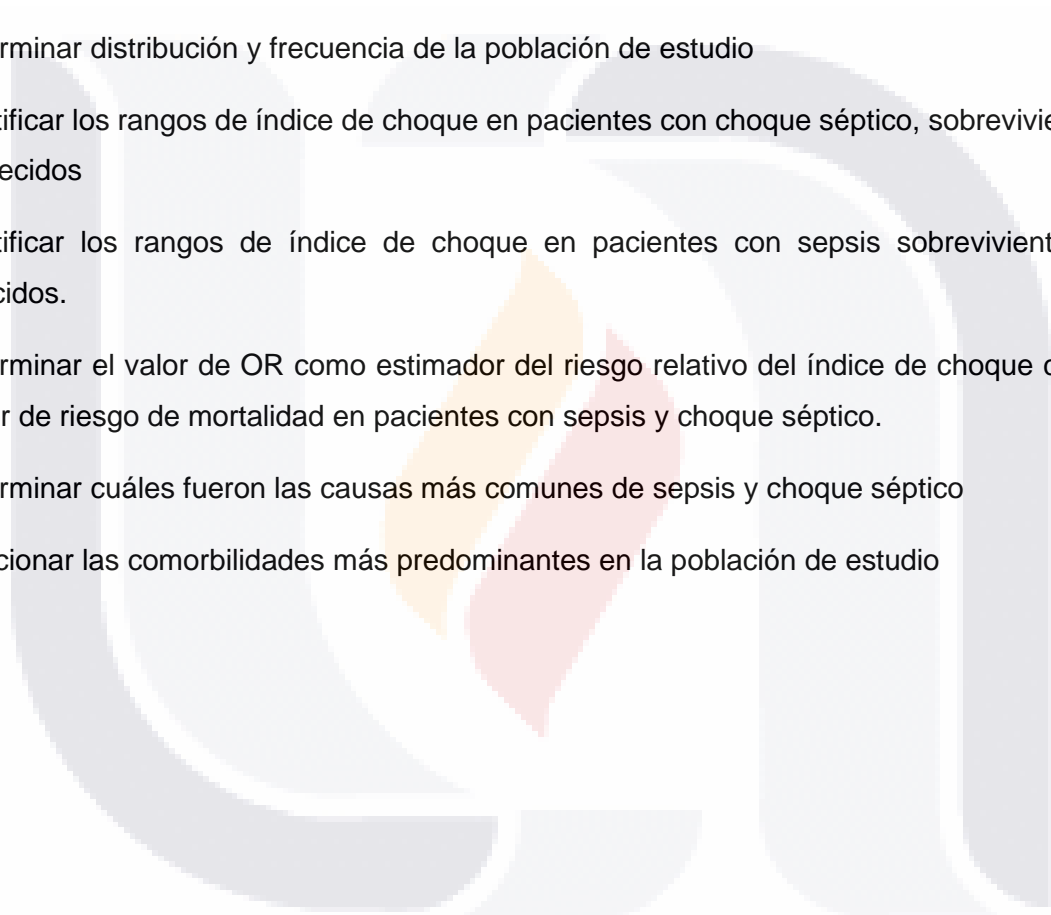 rminar distribución y frecuencia de la población de estudio
tificar los rangos de índice de choque en pacientes con choque séptico, sobrevivie
ecidos
tificar los rangos de índice de choque en pacientes con sepsis sobrevivient
cidos.
rminar el valor de OR como estimador del riesgo relativo del índice de choque c
r de riesgo de mortalidad en pacientes con sepsis y choque séptico.
rminar cuáles fueron las causas más comunes de sepsis y choque séptico
cionar las comorbilidades más predominantes en la población de estudio